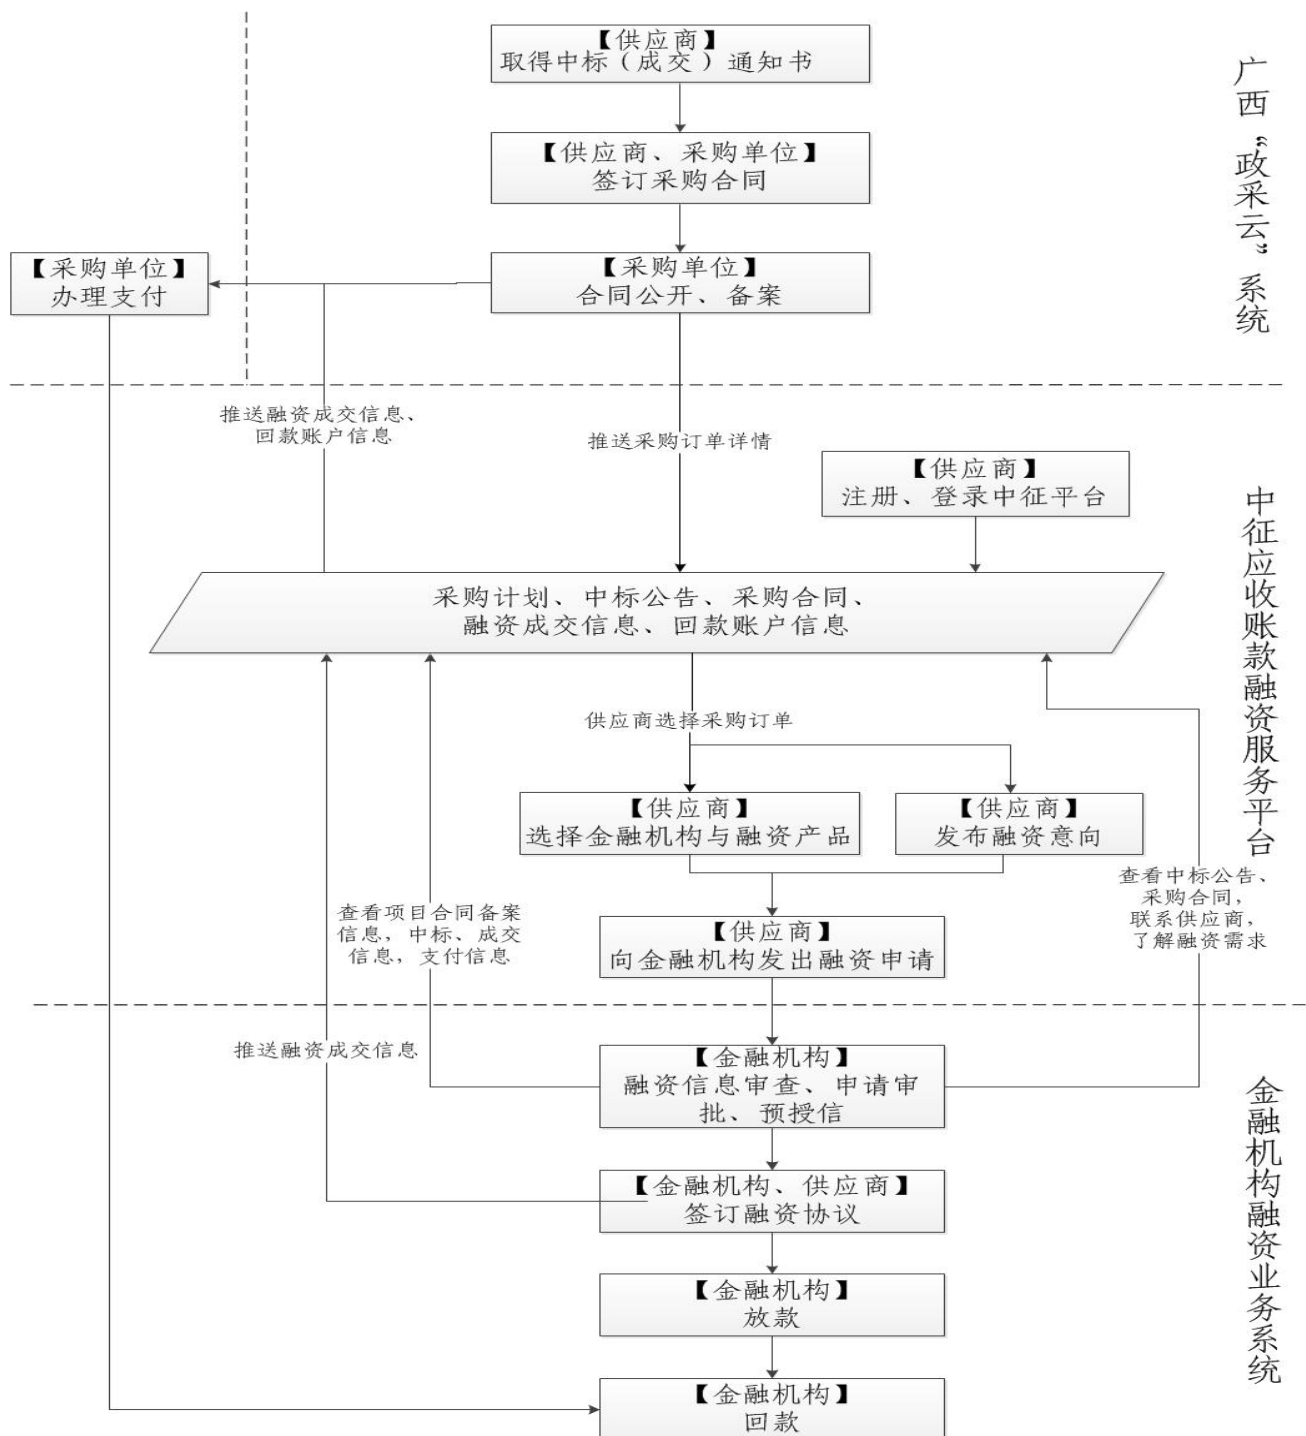 【供应商】
取得中标（成交）通知书
【供应商、采购单位】
签订采购合同
【采购单位】
办理支付
【采购单位】
合同公开、备案
广西“政采云”系统
推送融资成交信息、
回款账户信息
推送采购订单详情
【供应商】
注册、登录中征平台
采购计划、中标公告、采购合同、
融资成交信息、回款账户信息
供应商选择采购订单
【供应商】
选择金融机构与融资产品
【供应商】
发布融资意向
中征应收账款融资服务平台
查看项目合同备案
信息，中标、成交
信息，支付信息
查看中标公告、
采购合同，
联系供应商，
了解融资需求
【供应商】
向金融机构发出融资申请
推送融资成交信息
【金融机构】
融资信息审查、申请审
批、预授信
【金融机构、供应商】
签订融资协议
【金融机构】
放款
【金融机构】
回款
金融机构融资业务系统